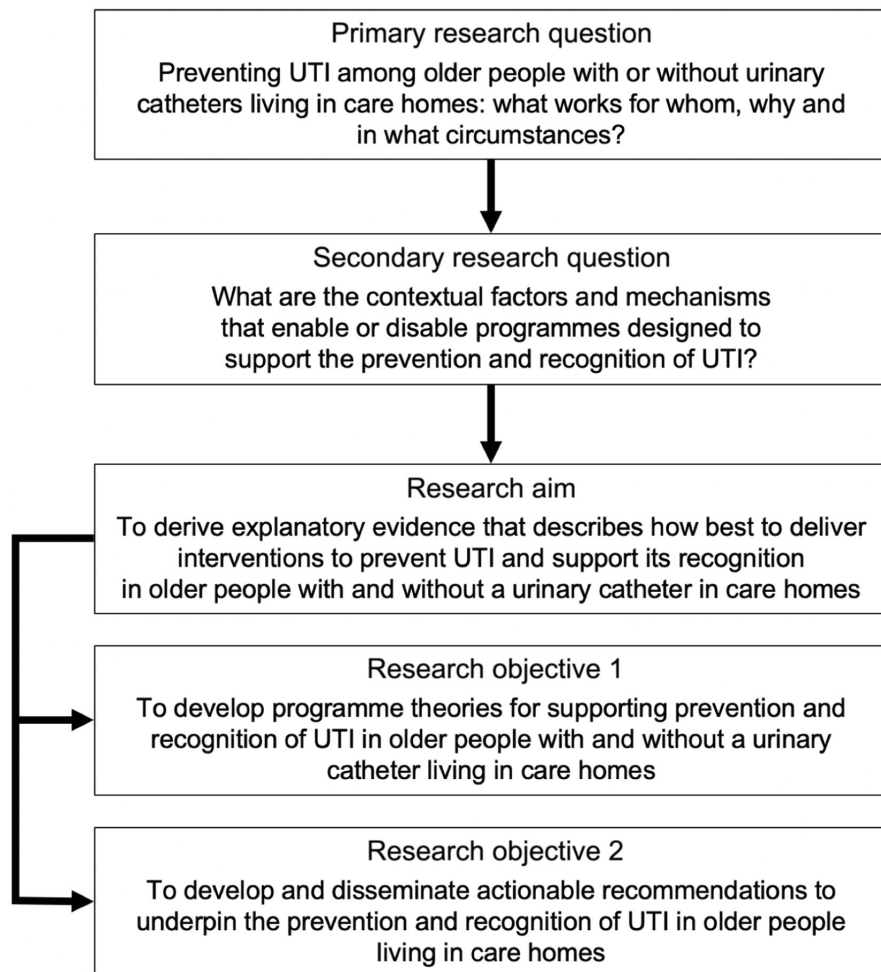 Primary research question
Preventing UTI among older people with or without urinary
catheters living in care homes: what works for whom, why and
in what circumstances?
Secondary research question
What are the contextual factors and mechanisms
that enable or disable programmes designed to
support the prevention and recognition of UTI?
Research aim
To derive explanatory evidence that describes how best to deliver
interventions to prevent UTI and support its recognition
in older people with and without a urinary catheter in care homes
Research objective 1
To develop programme theories for supporting prevention and
recognition of UTI in older people with and without a urinary
catheter living in care homes
Research objective 2
To develop and disseminate actionable recommendations to
underpin the prevention and recognition of UTI in older people
living in care homes